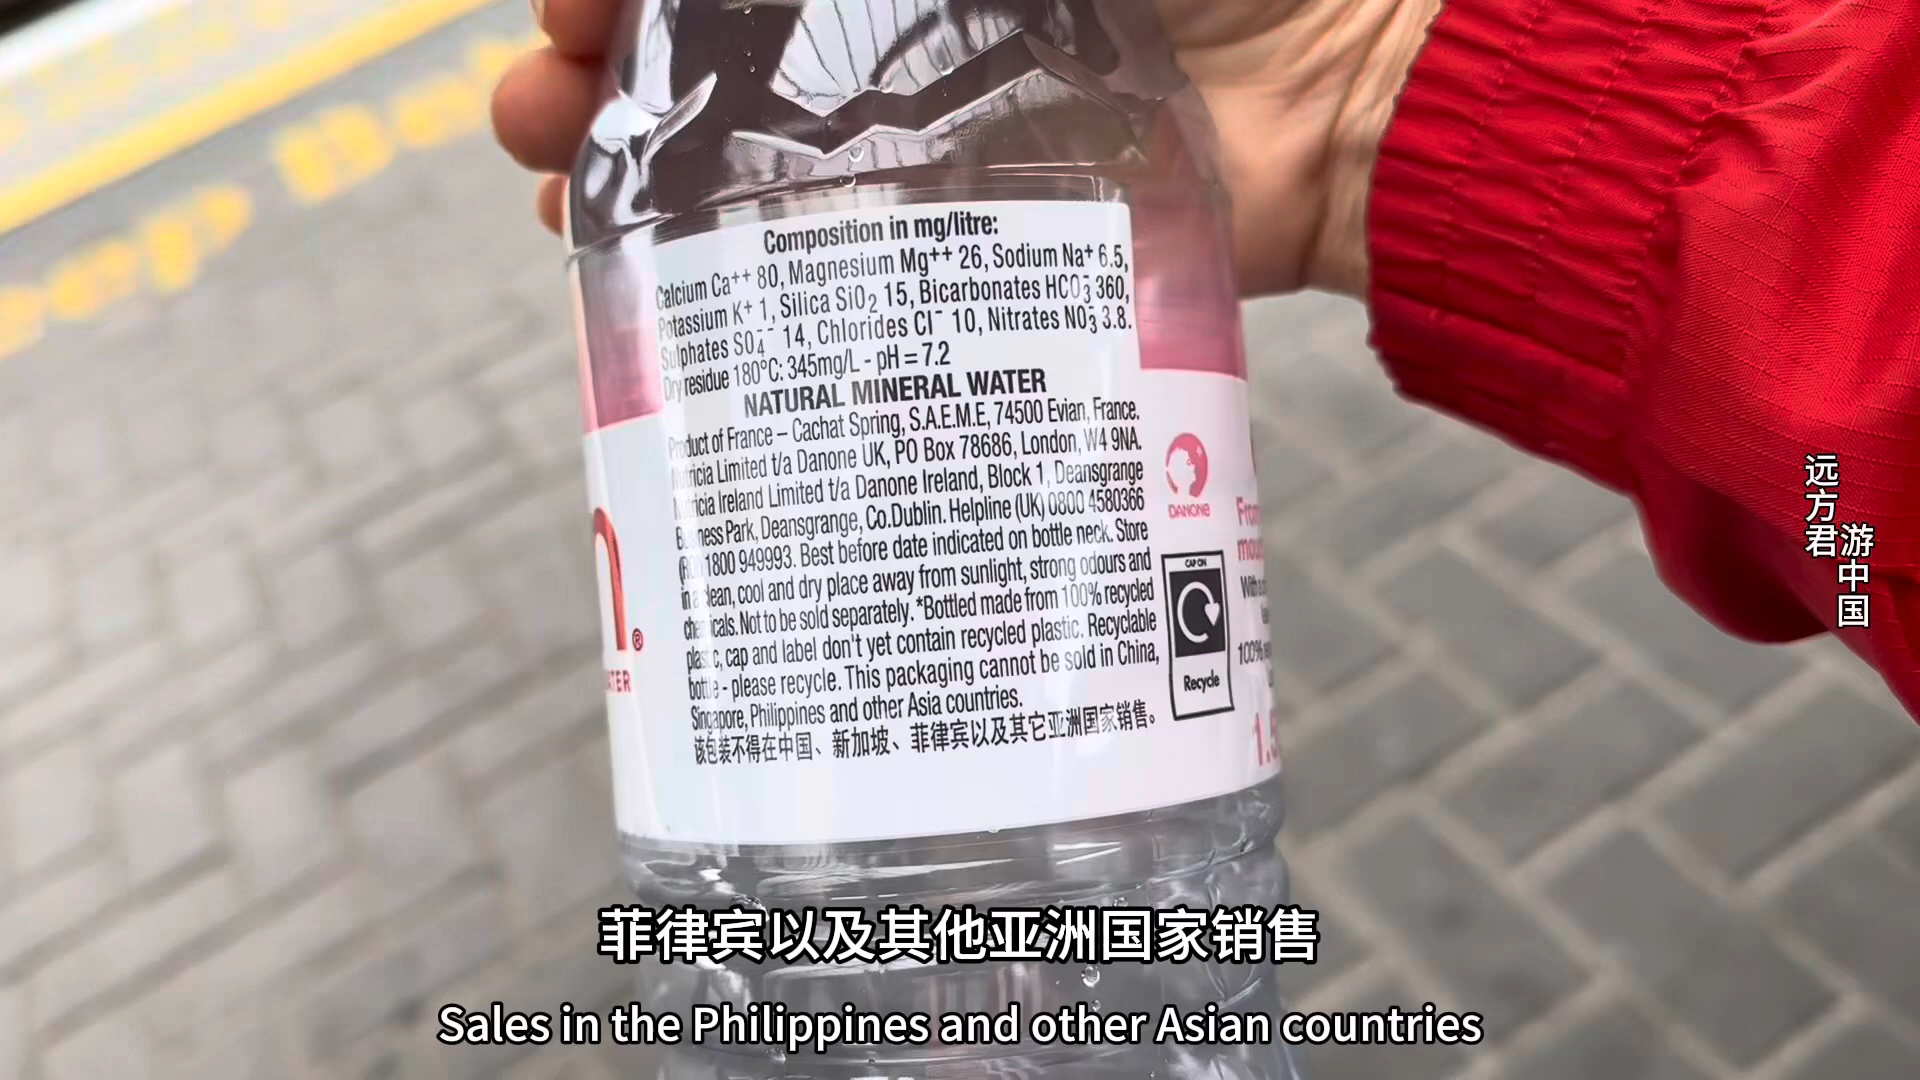 Composition in mg/litre:
Calcium Ca++ 80, Magnesium Mg++ 26, Sodium Na+ 6.5,
Potassium K+ 1, Silica SiO2 15, Bicarbonates HCO3- 360,
Sulphates SO4-- 14, Chlorides Cl- 10, Nitrates NO3- 3.8.
Dry residue 180°C: 345mg/L - pH = 7.2
NATURAL MINERAL WATER
Product of France – Cachat Spring, S.A.E.M.E, 74500 Evian, France.
Nutricia Limited t/a Danone UK, PO Box 78686, London, W4 9NA.
Nutricia Ireland Limited t/a Danone Ireland, Block 1, Deansgrange
Business Park, Deansgrange, Co.Dublin. Helpline (UK) 0800 4580366
(ROI) 1800 949993. Best before date indicated on bottle neck. Store
in a clean, cool and dry place away from sunlight, strong odours and
chemicals. Not to be sold separately. *Bottled made from 100% recycled
plastic, cap and label don't yet contain recycled plastic. Recyclable
bottle - please recycle. This packaging cannot be sold in China,
Singapore, Philippines and other Asia countries.
该包装不得在中国、新加坡、菲律宾以及其它亚洲国家销售。
DANONE
CAP ON
Recycle
远方君
游中国
菲律宾以及其他亚洲国家销售
Sales in the Philippines and other Asian countries